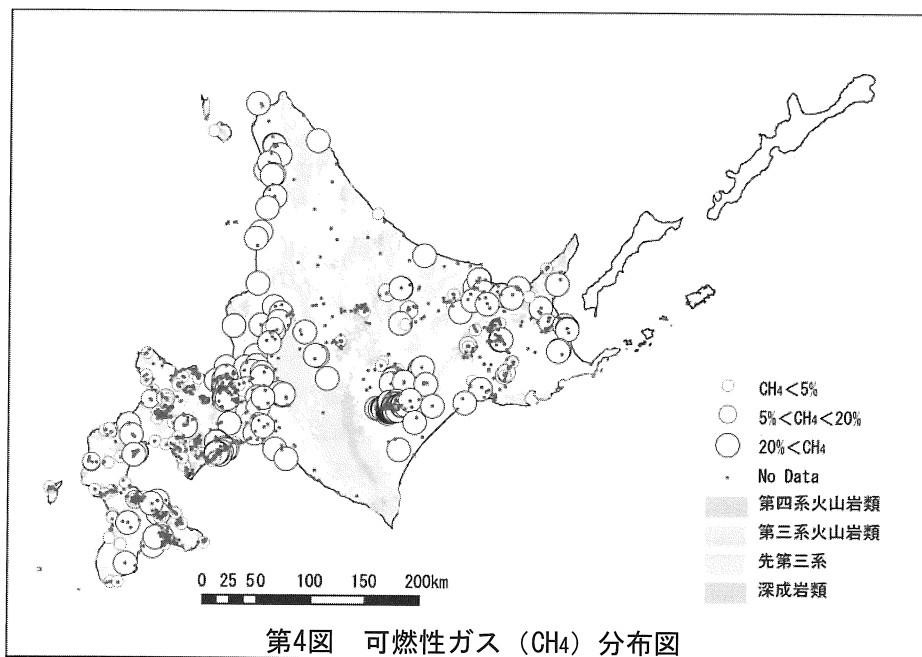 CH₄<5%
5%<CH₄<20%
20%<CH₄
No Data
第四系火山岩類
第三系火山岩類
先第三系
深成岩類
0 25 50 100 150 200km
第4図 可燃性ガス（CH₄）分布図